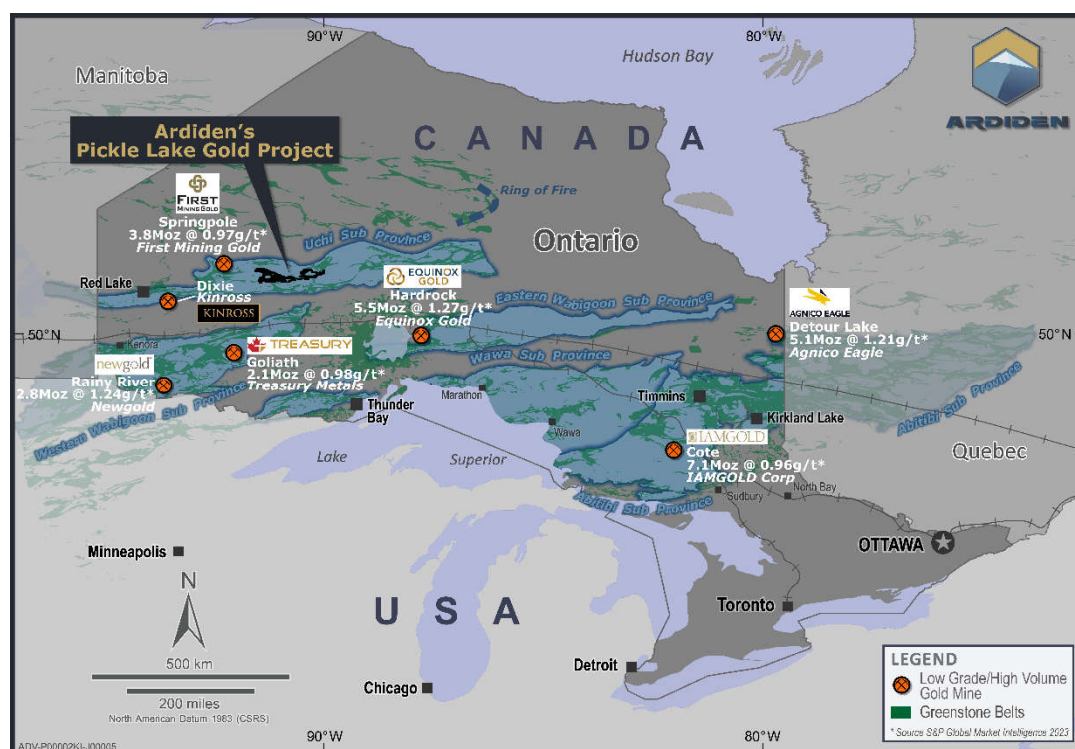 90°W
80°W
Hudson Bay
Manitoba
ARDIDEN
Ardiden's
Pickle Lake Gold Project
CANADA
FIRST
MINING GOLD
Ring of Fire
Springpole
3.8Moz @ 0.97g/t*
First Mining Gold
Uchi Sub Province
Ontario
Red Lake
Dixie
Kinross
KINROSS
EQUINOX
GOLD
Hardrock
5.5Moz @ 1.27g/t*
Equinox Gold
Eastern Wabigoon Sub Province
AGNICO EAGLE
Detour Lake
5.1Moz @ 1.21g/t*
Agnico Eagle
50°N
50°N
Kenora
newgold
Rainy River
2.8Moz @ 1.24g/t*
Newgold
TREASURY
Goliath
2.1Moz @ 0.98g/t*
Treasury Metals
Wawa Sub Province
Western Wabigoon Sub Province
Thunder
Bay
Marathon
Timmins
Kirkland Lake
Abitibi Sub Province
Wawa
IAMGOLD
Cote
7.1Moz @ 0.96g/t*
IAMGOLD Corp
Quebec
Lake Superior
Abitibi Sub Province
Sudbury
North Bay
Minneapolis
OTTAWA
N
USA
Toronto
500 km
200 miles
North American Datum 1983 (CSRS)
Chicago
Detroit
LEGEND
Low Grade/High Volume
Gold Mine
Greenstone Belts
* Source S&P Global Market Intelligence 2023
ADV-P00002KI-J00005